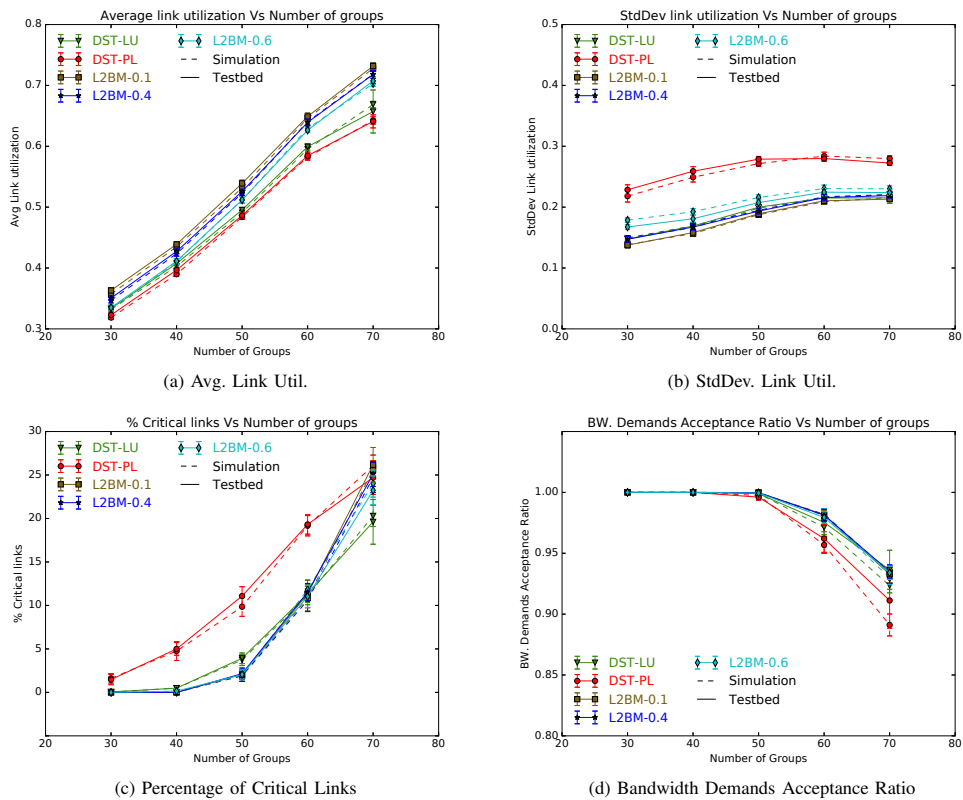 Average link utilization Vs Number of groups
0.8
0.7
0.6
0.5
0.4
0.3
20 30 40 50 60 70 80
Avg Link utilization
Number of Groups
DST-LU
DST-PL
L2BM-0.1
L2BM-0.4
L2BM-0.6
Simulation
Testbed
(a) Avg. Link Util.
StdDev link utilization Vs Number of groups
0.5
0.4
0.3
0.2
0.1
0.0
20 30 40 50 60 70 80
StdDev Link utilization
Number of Groups
DST-LU
DST-PL
L2BM-0.1
L2BM-0.4
L2BM-0.6
Simulation
Testbed
(b) StdDev. Link Util.
% Critical links Vs Number of groups
30
25
20
15
10
5
0
20 30 40 50 60 70 80
% Critical links
Number of Groups
DST-LU
DST-PL
L2BM-0.1
L2BM-0.4
L2BM-0.6
Simulation
Testbed
(c) Percentage of Critical Links
BW. Demands Acceptance Ratio Vs Number of groups
1.00
0.95
0.90
0.85
0.80
20 30 40 50 60 70 80
BW. Demands Acceptance Ratio
Number of Groups
DST-LU
DST-PL
L2BM-0.1
L2BM-0.4
L2BM-0.6
Simulation
Testbed
(d) Bandwidth Demands Acceptance Ratio